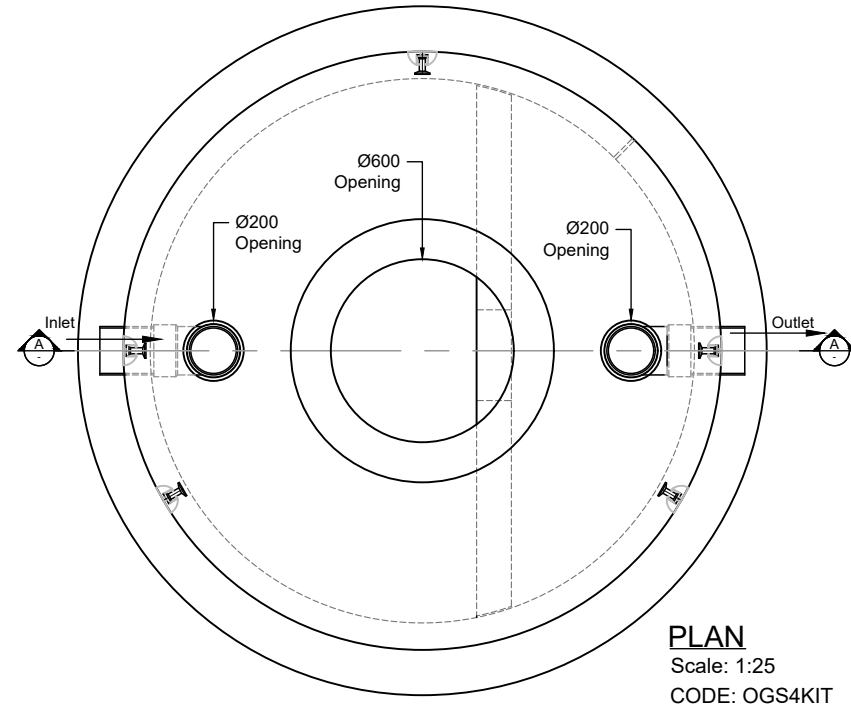 Ø600
Opening
Ø200
Opening
Ø200
Opening
Inlet
Outlet
A
-
A
-
PLAN
Scale: 1:25
CODE: OGS4KIT